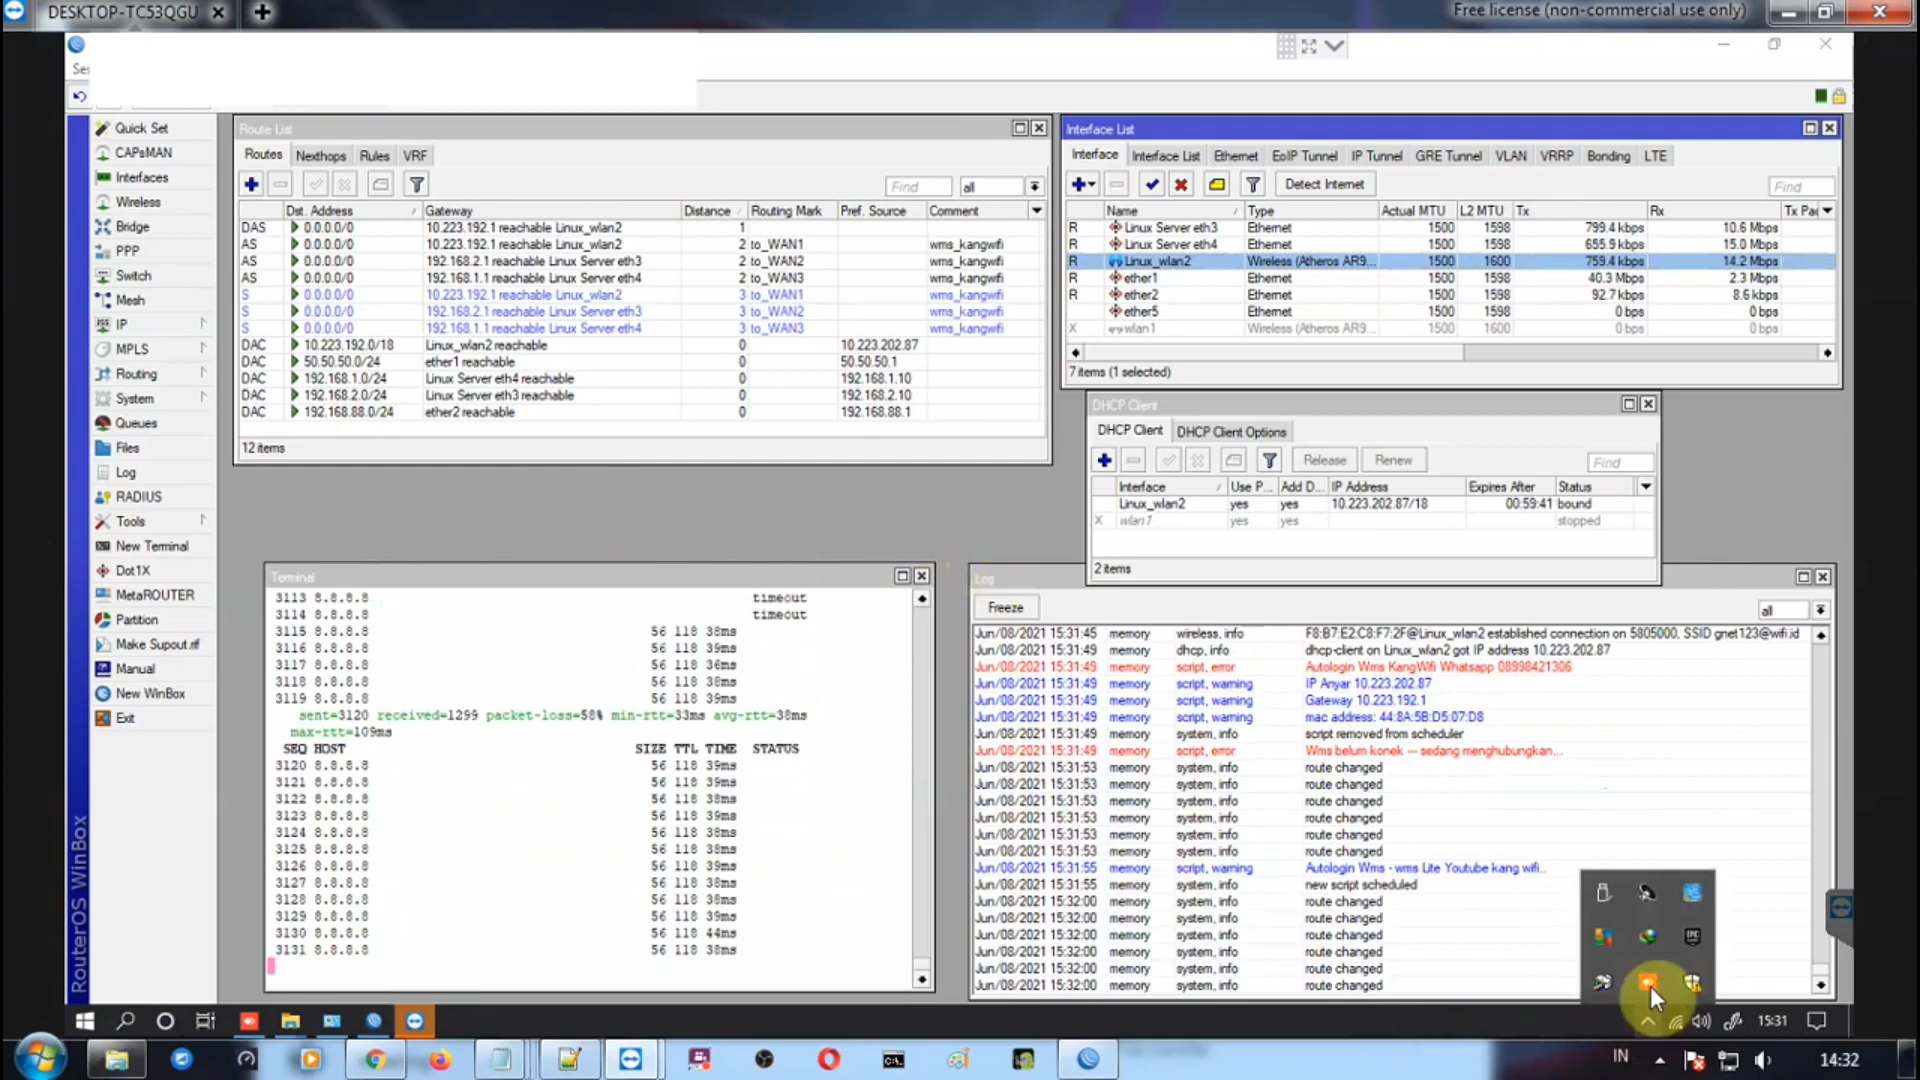 DESKTOP-TC53QGU
Free license (non-commercial use only)
Ses
RouterOS WinBox
Quick Set
CAPsMAN
Interfaces
Wireless
Bridge
PPP
Switch
Mesh
IP
MPLS
Routing
System
Queues
Files
Log
RADIUS
Tools
New Terminal
Dot1X
MetaROUTER
Partition
Make Supout.rif
Manual
New WinBox
Exit
Route List
Routes Nexthops Rules VRF
Find all
Dst. Address Gateway Distance Routing Mark Pref. Source Comment
DAS 0.0.0.0/0 10.223.192.1 reachable Linux_wlan2 1
AS 0.0.0.0/0 10.223.192.1 reachable Linux_wlan2 2 to_WAN1 wms_kangwifi
AS 0.0.0.0/0 192.168.2.1 reachable Linux Server eth3 2 to_WAN2 wms_kangwifi
AS 0.0.0.0/0 192.168.1.1 reachable Linux Server eth4 2 to_WAN3 wms_kangwifi
S 0.0.0.0/0 10.223.192.1 reachable Linux_wlan2 3 to_WAN1 wms_kangwifi
S 0.0.0.0/0 192.168.2.1 reachable Linux Server eth3 3 to_WAN2 wms_kangwifi
S 0.0.0.0/0 192.168.1.1 reachable Linux Server eth4 3 to_WAN3 wms_kangwifi
DAC 10.223.192.0/18 Linux_wlan2 reachable 0 10.223.202.87
DAC 50.50.50.0/24 ether1 reachable 0 50.50.50.1
DAC 192.168.1.0/24 Linux Server eth4 reachable 0 192.168.1.10
DAC 192.168.2.0/24 Linux Server eth3 reachable 0 192.168.2.10
DAC 192.168.88.0/24 ether2 reachable 0 192.168.88.1
12 items
Interface List
Interface Interface List Ethernet EoIP Tunnel IP Tunnel GRE Tunnel VLAN VRRP Bonding LTE
Detect Internet Find
Name Type Actual MTU L2 MTU Tx Rx Tx Pac
R Linux Server eth3 Ethernet 1500 1598 799.4 kbps 10.6 Mbps
R Linux Server eth4 Ethernet 1500 1598 655.9 kbps 15.0 Mbps
R Linux_wlan2 Wireless (Atheros AR9... 1500 1600 759.4 kbps 14.2 Mbps
R ether1 Ethernet 1500 1598 40.3 Mbps 2.3 Mbps
R ether2 Ethernet 1500 1598 92.7 kbps 8.6 kbps
ether5 Ethernet 1500 1598 0 bps 0 bps
X wlan1 Wireless (Atheros AR9... 1500 1600 0 bps 0 bps
7 items (1 selected)
DHCP Client
DHCP Client DHCP Client Options
Release Renew Find
Interface Use P... Add D... IP Address Expires After Status
Linux_wlan2 yes yes 10.223.202.87/18 00:59:41 bound
X wlan1 yes yes stopped
2 items
Terminal
3113 8.8.8.8 timeout
3114 8.8.8.8 timeout
3115 8.8.8.8 56 118 38ms
3116 8.8.8.8 56 118 39ms
3117 8.8.8.8 56 118 36ms
3118 8.8.8.8 56 118 38ms
3119 8.8.8.8 56 118 39ms
sent=3120 received=1299 packet-loss=58% min-rtt=33ms avg-rtt=38ms
max-rtt=109ms
SEQ HOST SIZE TTL TIME STATUS
3120 8.8.8.8 56 118 39ms
3121 8.8.8.8 56 118 39ms
3122 8.8.8.8 56 118 38ms
3123 8.8.8.8 56 118 39ms
3124 8.8.8.8 56 118 38ms
3125 8.8.8.8 56 118 38ms
3126 8.8.8.8 56 118 39ms
3127 8.8.8.8 56 118 38ms
3128 8.8.8.8 56 118 38ms
3129 8.8.8.8 56 118 39ms
3130 8.8.8.8 56 118 44ms
3131 8.8.8.8 56 118 38ms
Log
Freeze all
Jun/08/2021 15:31:45 memory wireless, info F8:B7:E2:C8:F7:2F@Linux_wlan2 established connection on 5805000, SSID gnet123@wifi.id
Jun/08/2021 15:31:49 memory dhcp, info dhcp-client on Linux_wlan2 got IP address 10.223.202.87
Jun/08/2021 15:31:49 memory script, error Autologin Wms KangWifi Whatsapp 08998421306
Jun/08/2021 15:31:49 memory script, warning IP Anyar 10.223.202.87
Jun/08/2021 15:31:49 memory script, warning Gateway 10.223.192.1
Jun/08/2021 15:31:49 memory script, warning mac address: 44:8A:5B:D5:07:D8
Jun/08/2021 15:31:49 memory system, info script removed from scheduler
Jun/08/2021 15:31:49 memory script, error Wms belum konek --- sedang menghubungkan...
Jun/08/2021 15:31:53 memory system, info route changed
Jun/08/2021 15:31:53 memory system, info route changed
Jun/08/2021 15:31:53 memory system, info route changed
Jun/08/2021 15:31:53 memory system, info route changed
Jun/08/2021 15:31:53 memory system, info route changed
Jun/08/2021 15:31:53 memory system, info route changed
Jun/08/2021 15:31:55 memory script, warning Autologin Wms - wms Lite Youtube kang wifi..
Jun/08/2021 15:31:55 memory system, info new script scheduled
Jun/08/2021 15:32:00 memory system, info route changed
Jun/08/2021 15:32:00 memory system, info route changed
Jun/08/2021 15:32:00 memory system, info route changed
Jun/08/2021 15:32:00 memory system, info route changed
Jun/08/2021 15:32:00 memory system, info route changed
Jun/08/2021 15:32:00 memory system, info route changed
15:31
IN
14:32